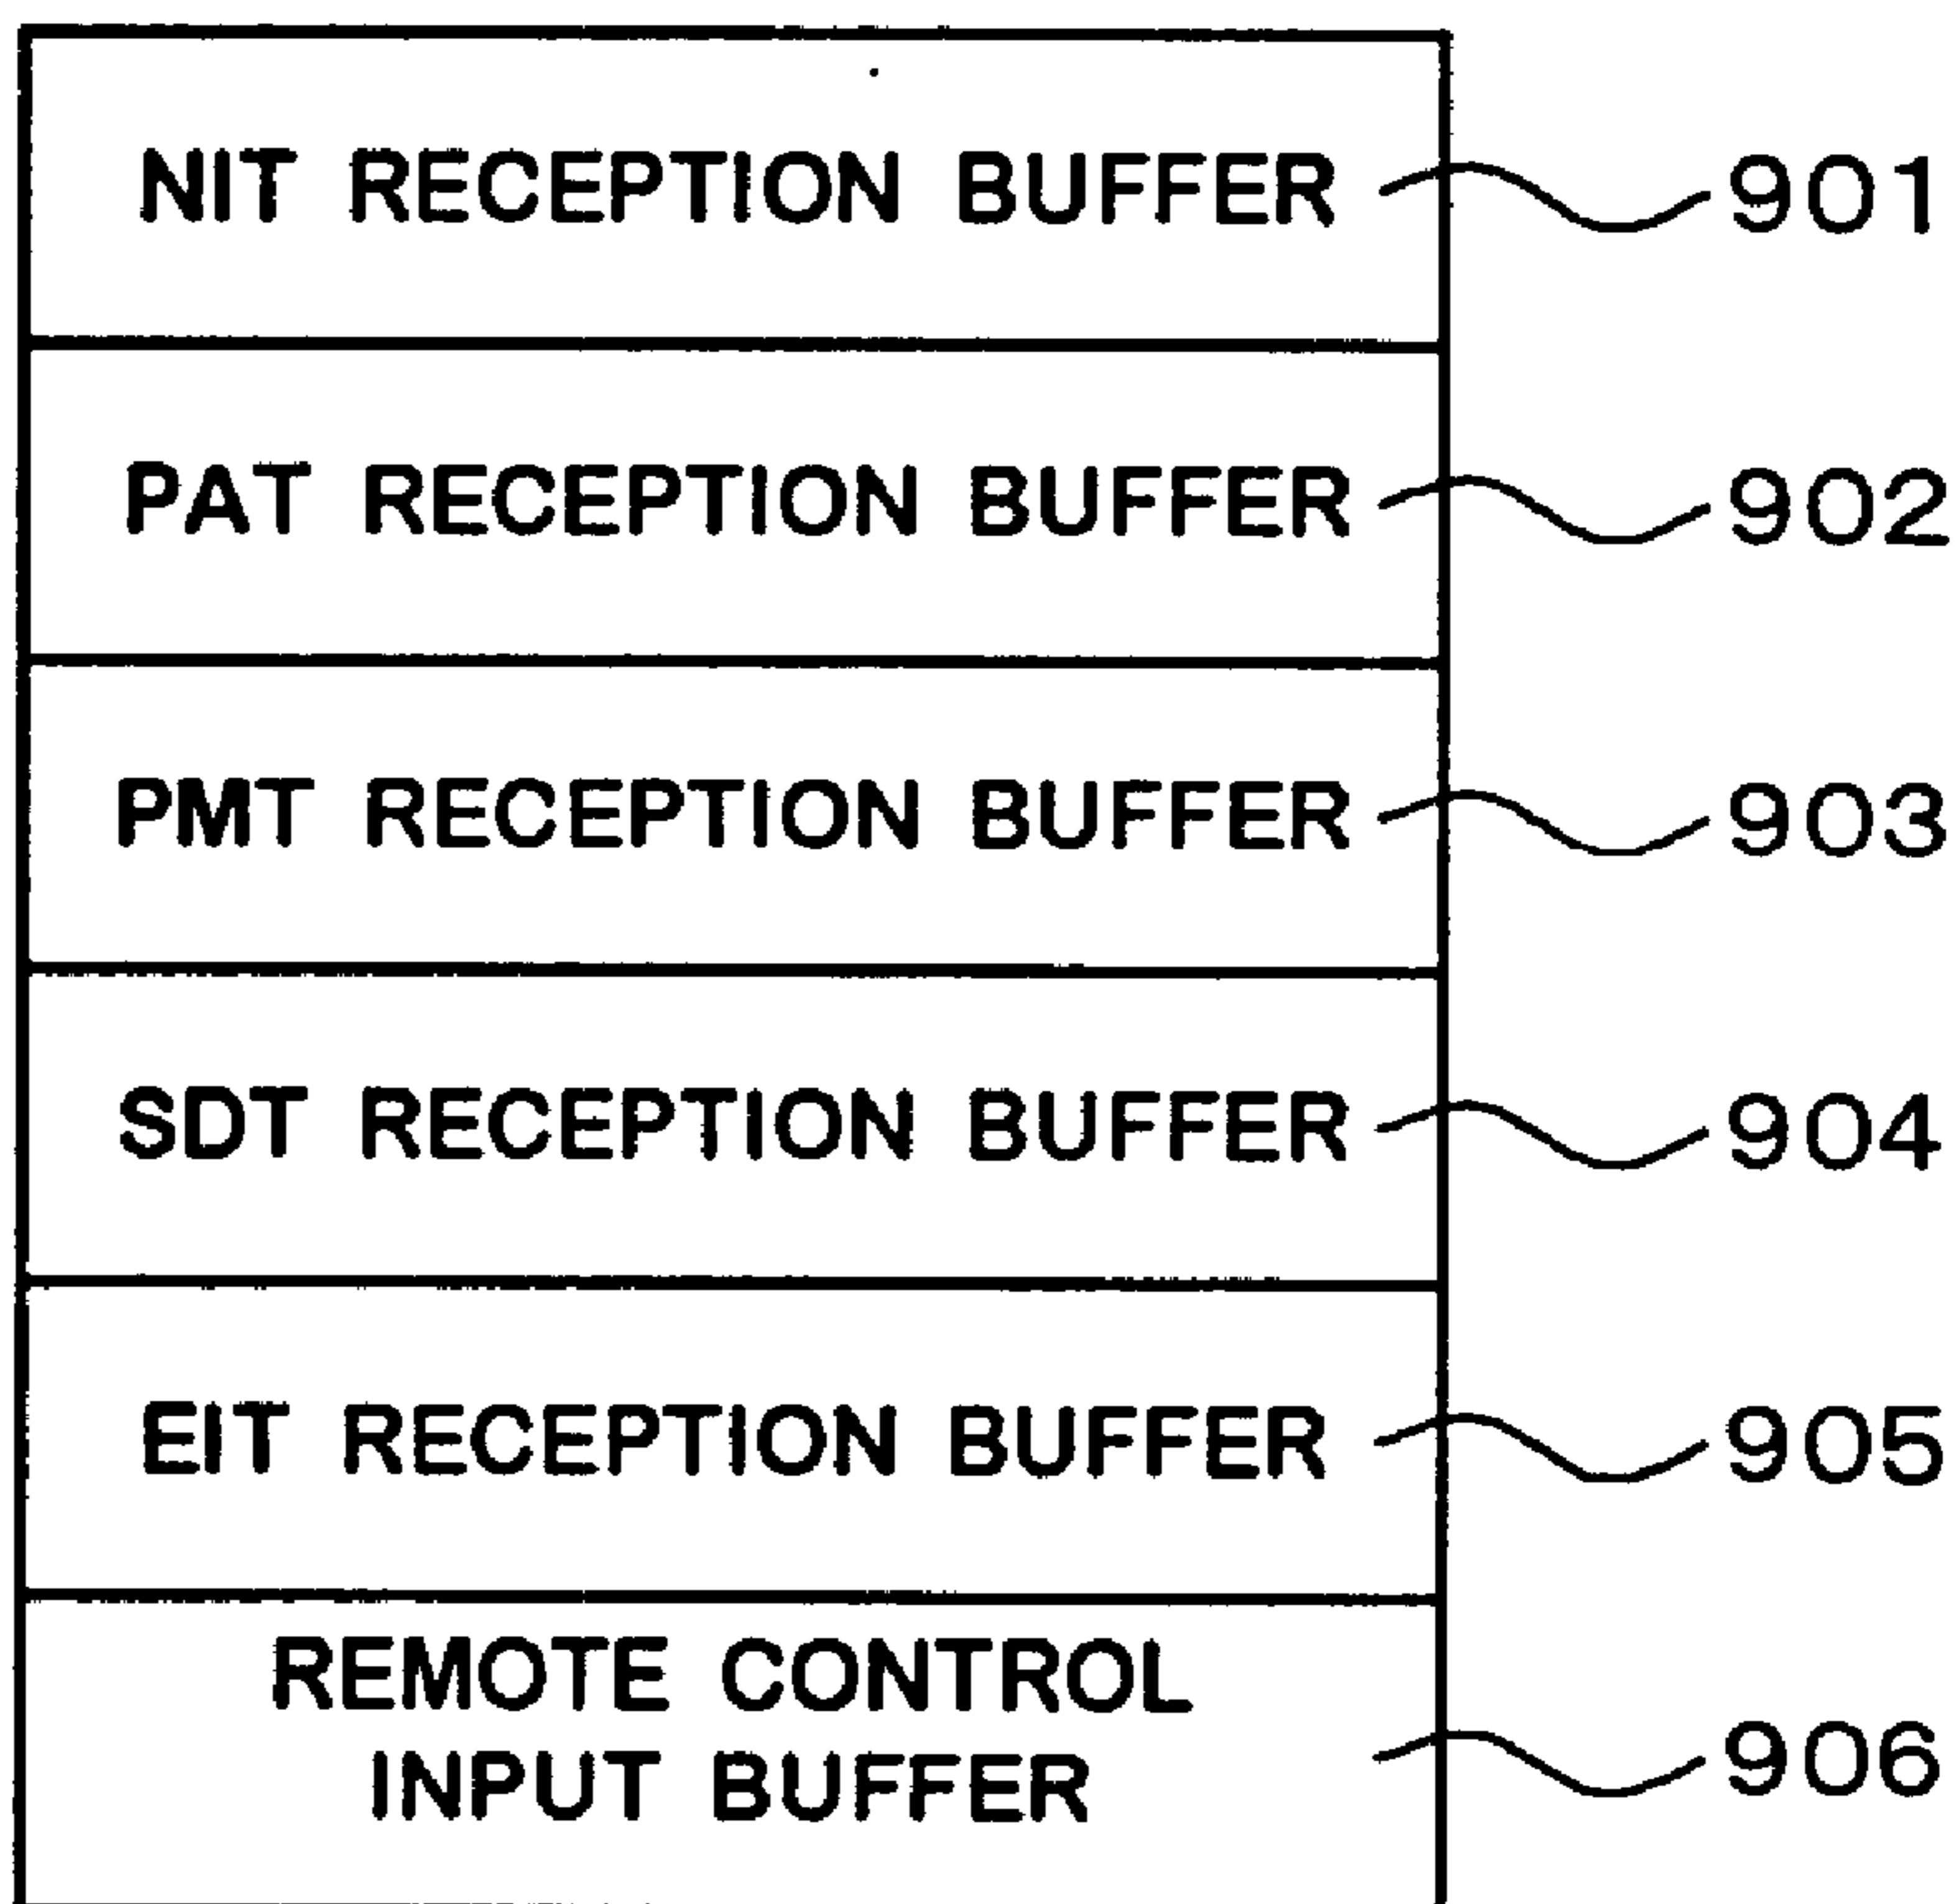 NIT RECEPTION BUFFER 901
PAT RECEPTION BUFFER 902
PMT RECEPTION BUFFER 903
SDT RECEPTION BUFFER 904
EIT RECEPTION BUFFER 905
REMOTE CONTROL
INPUT BUFFER 906